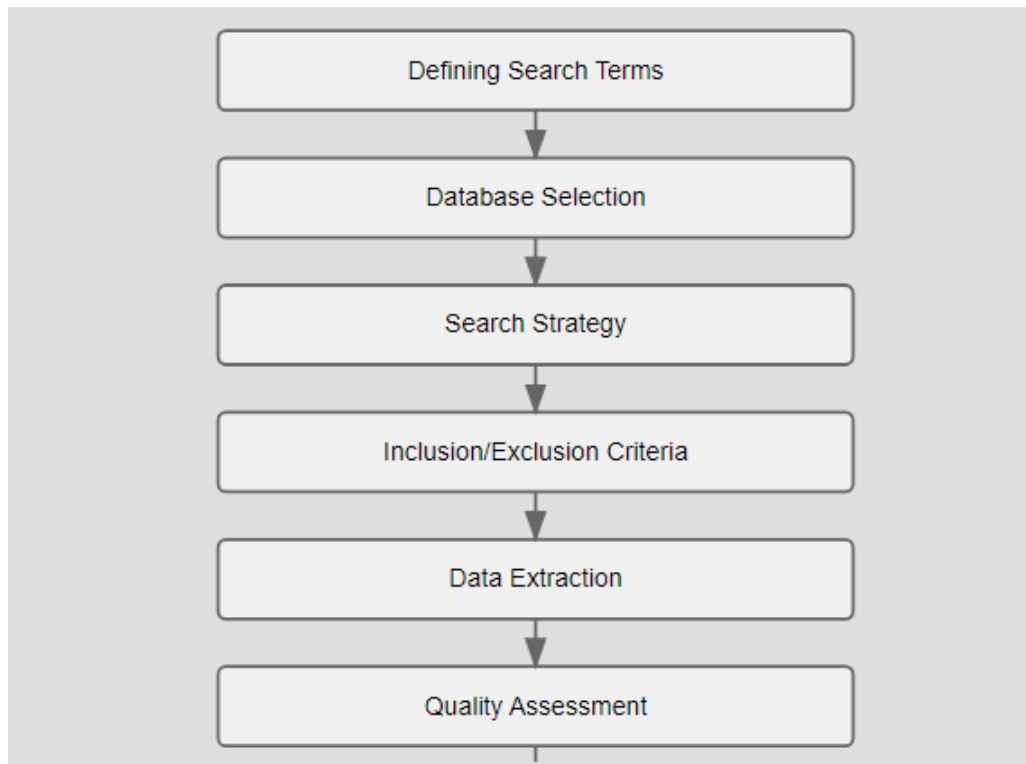 Defining Search Terms
Database Selection
Search Strategy
Inclusion/Exclusion Criteria
Data Extraction
Quality Assessment